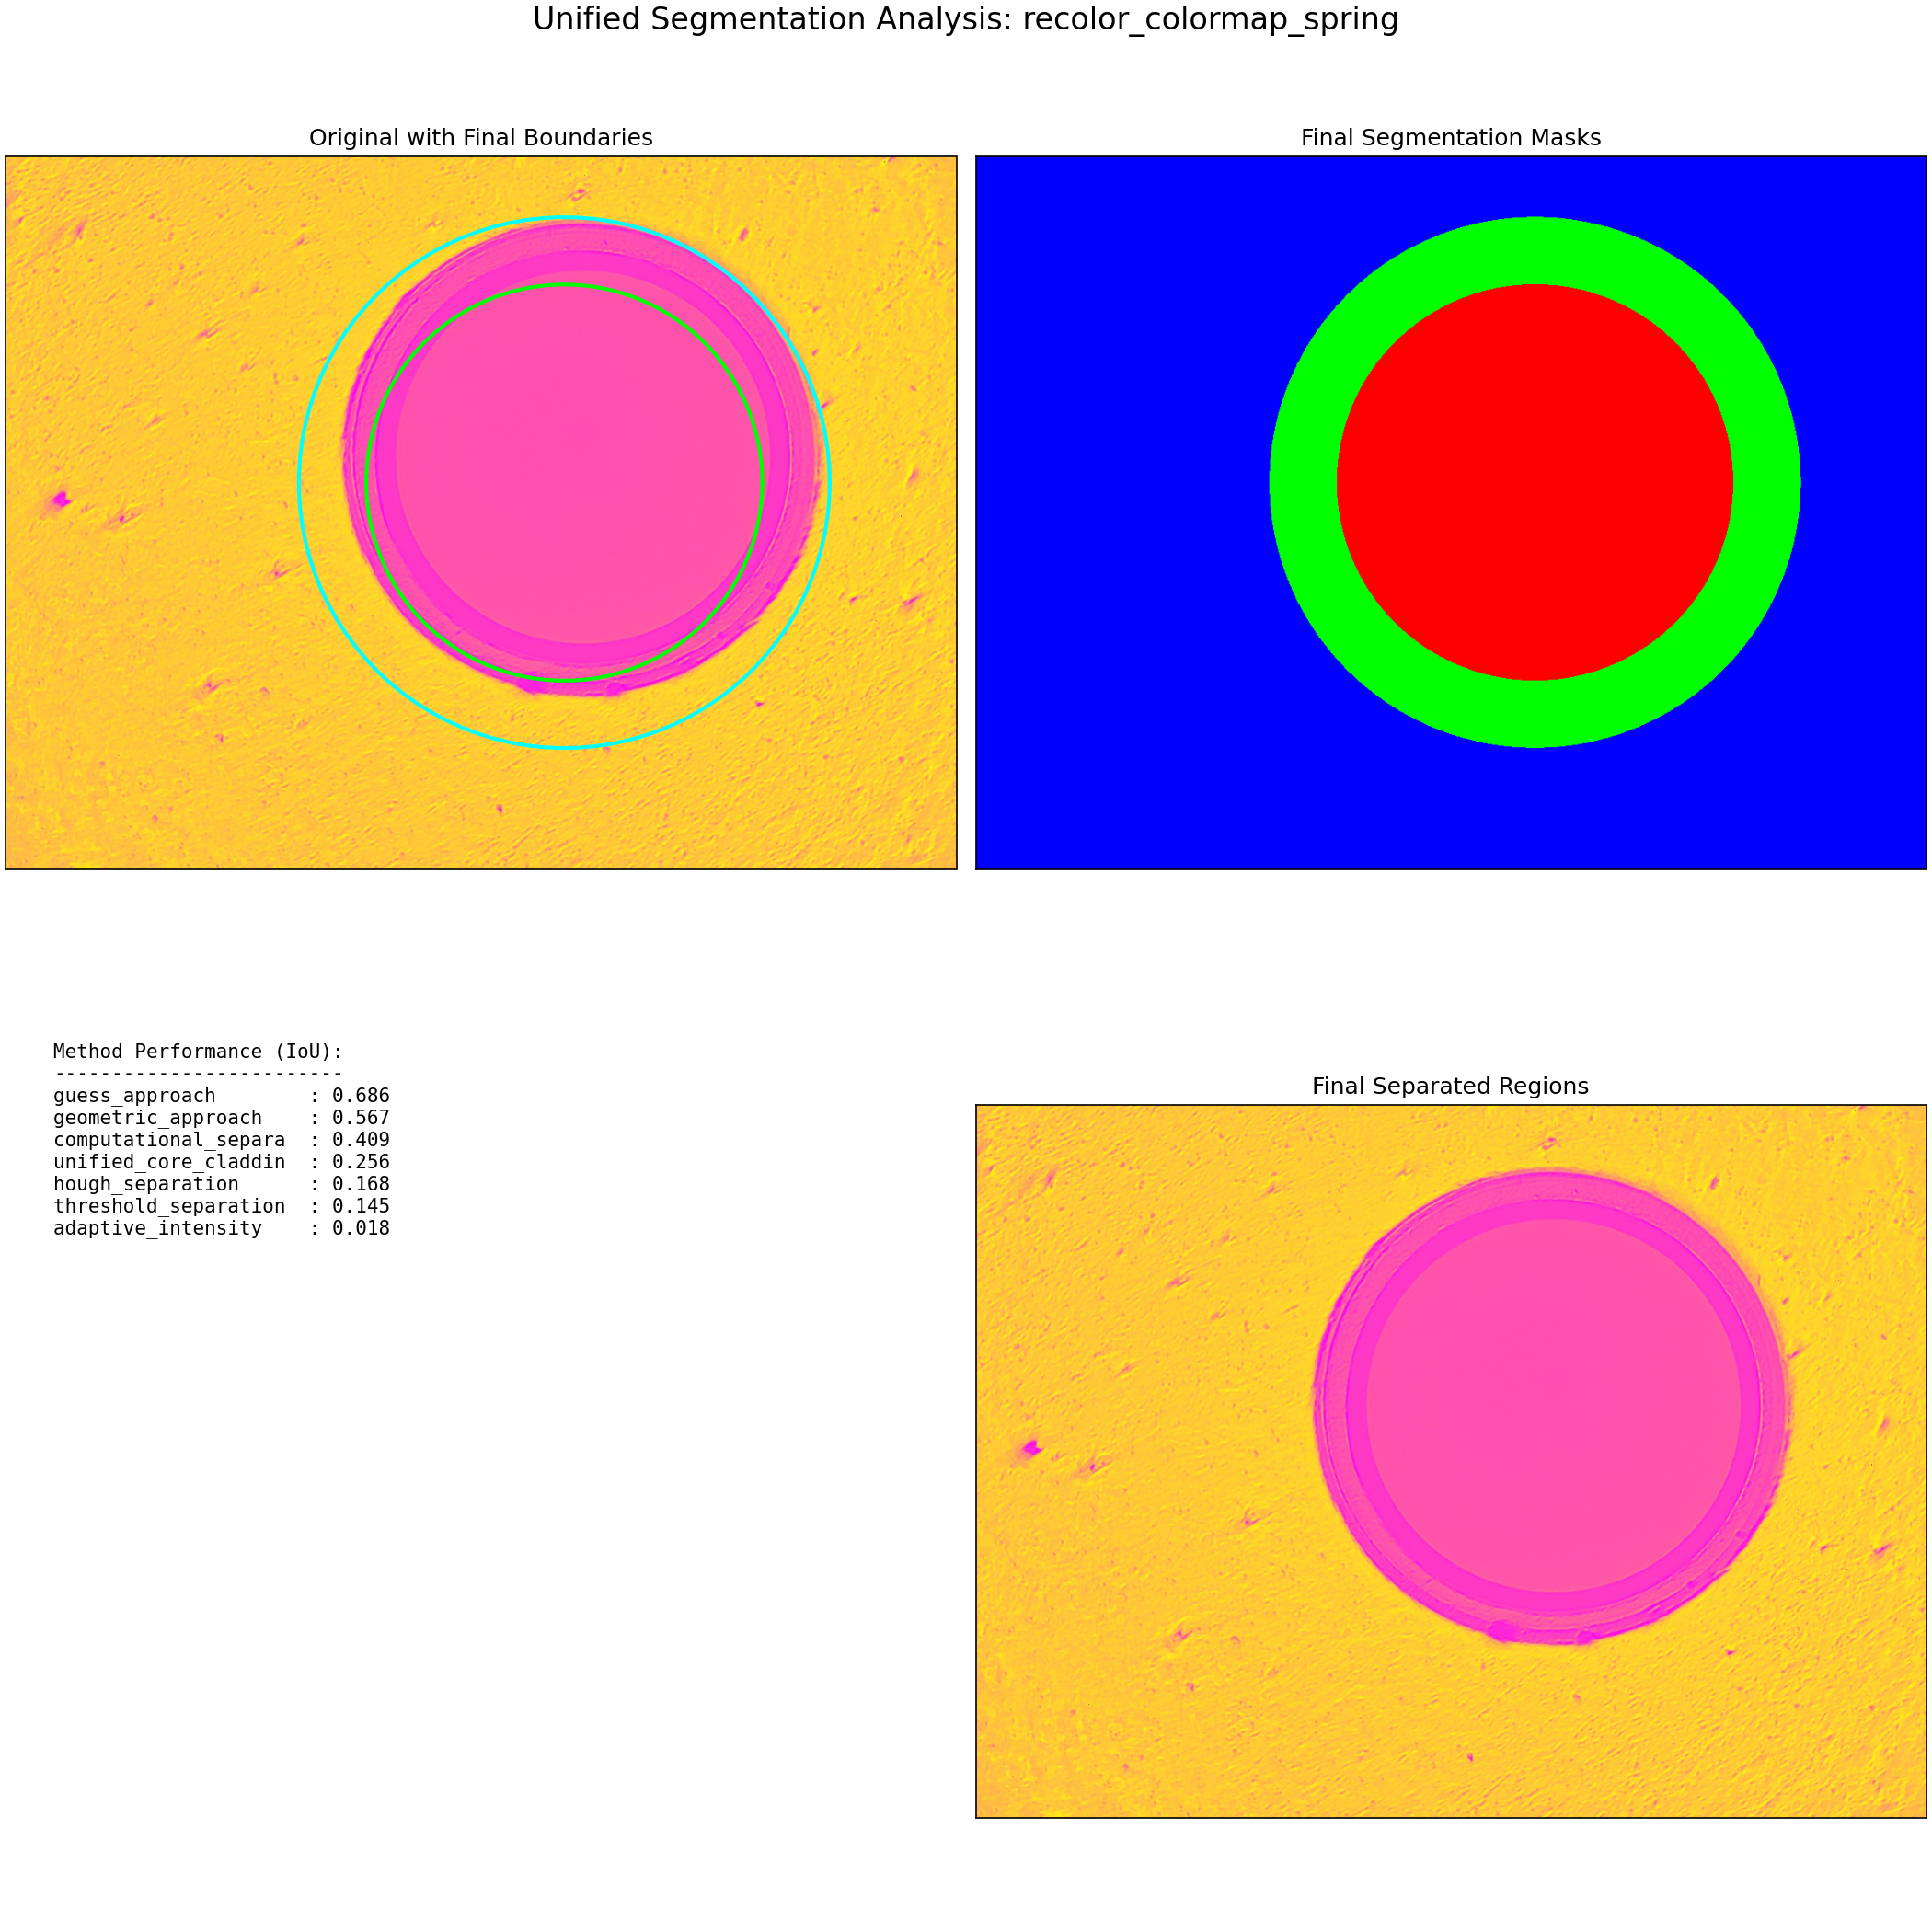 Unified Segmentation Analysis: recolor_colormap_spring
Original with Final Boundaries
Final Segmentation Masks
Method Performance (IoU):
-------------------------
guess_approach : 0.686
geometric_approach : 0.567
computational_separa : 0.409
unified_core_claddin : 0.256
hough_separation : 0.168
threshold_separation : 0.145
adaptive_intensity : 0.018
Final Separated Regions